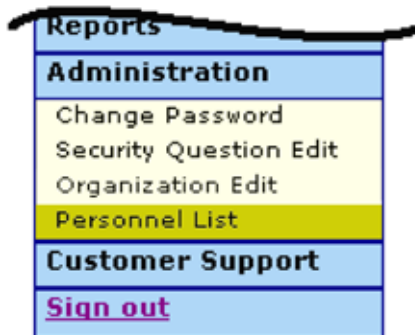 Reports
Administration
Change Password
Security Question Edit
Organization Edit
Personnel List
Customer Support
Sign out